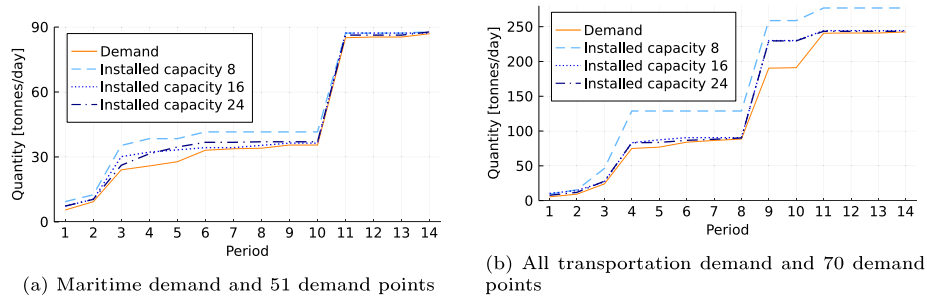 Quantity [tonnes/day]
90
60
30
0
Demand
Installed capacity 8
Installed capacity 16
Installed capacity 24
1 2 3 4 5 6 7 8 9 10 11 12 13 14
Period
(a) Maritime demand and 51 demand points
Quantity [tonnes/day]
250
200
150
100
50
0
Demand
Installed capacity 8
Installed capacity 16
Installed capacity 24
1 2 3 4 5 6 7 8 9 10 11 12 13 14
Period
(b) All transportation demand and 70 demand
points